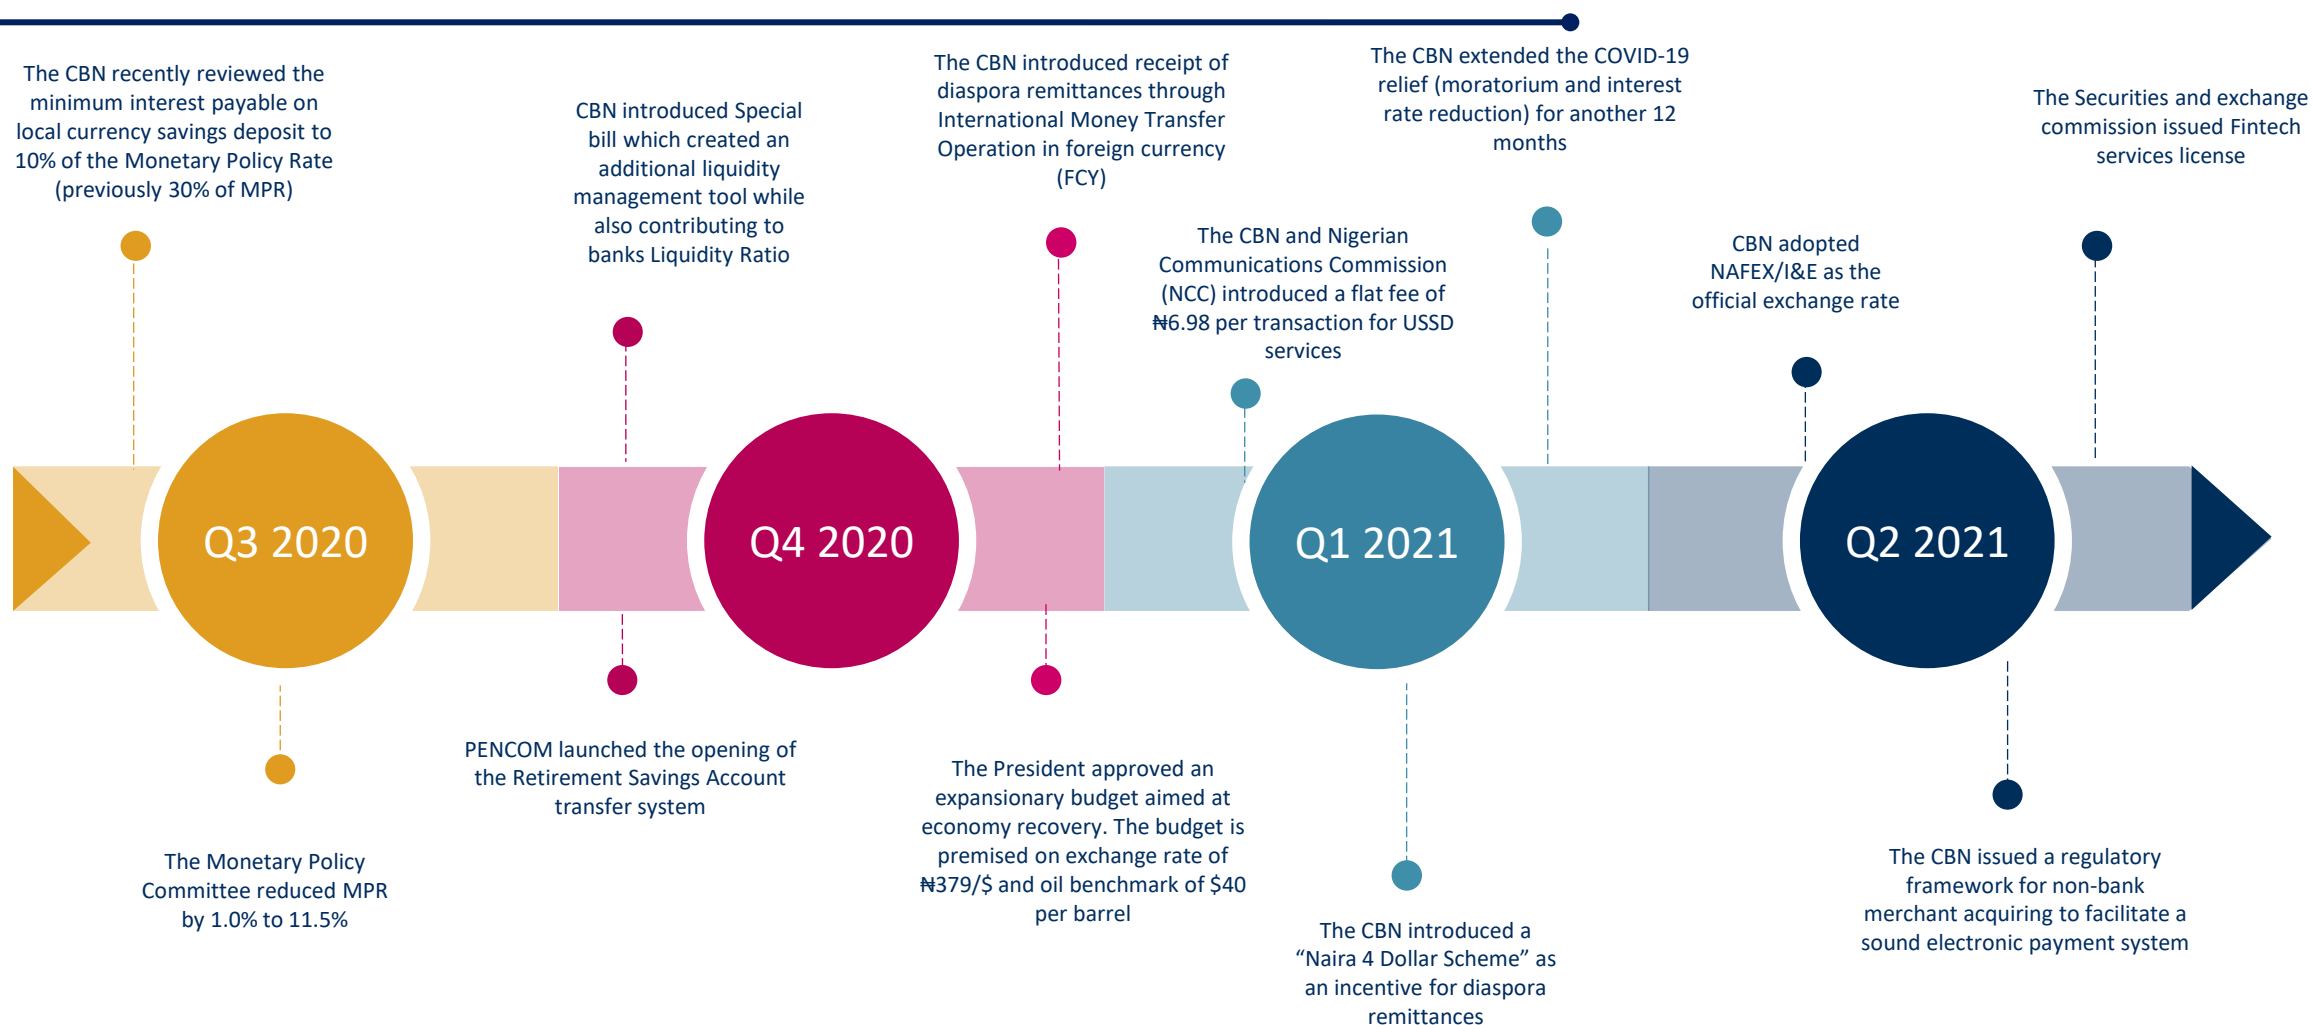 The CBN recently reviewed the
minimum interest payable on
local currency savings deposit to
10% of the Monetary Policy Rate
(previously 30% of MPR)
CBN introduced Special
bill which created an
additional liquidity
management tool while
also contributing to
banks Liquidity Ratio
The CBN introduced receipt of
diaspora remittances through
International Money Transfer
Operation in foreign currency
(FCY)
The CBN and Nigerian
Communications Commission
(NCC) introduced a flat fee of
₦6.98 per transaction for USSD
services
The CBN extended the COVID-19
relief (moratorium and interest
rate reduction) for another 12
months
CBN adopted
NAFEX/I&E as the
official exchange rate
The Securities and exchange
commission issued Fintech
services license
Q3 2020
Q4 2020
Q1 2021
Q2 2021
The Monetary Policy
Committee reduced MPR
by 1.0% to 11.5%
PENCOM launched the opening of
the Retirement Savings Account
transfer system
The President approved an
expansionary budget aimed at
economy recovery. The budget is
premised on exchange rate of
₦379/$ and oil benchmark of $40
per barrel
The CBN introduced a
“Naira 4 Dollar Scheme” as
an incentive for diaspora
remittances
The CBN issued a regulatory
framework for non-bank
merchant acquiring to facilitate a
sound electronic payment system